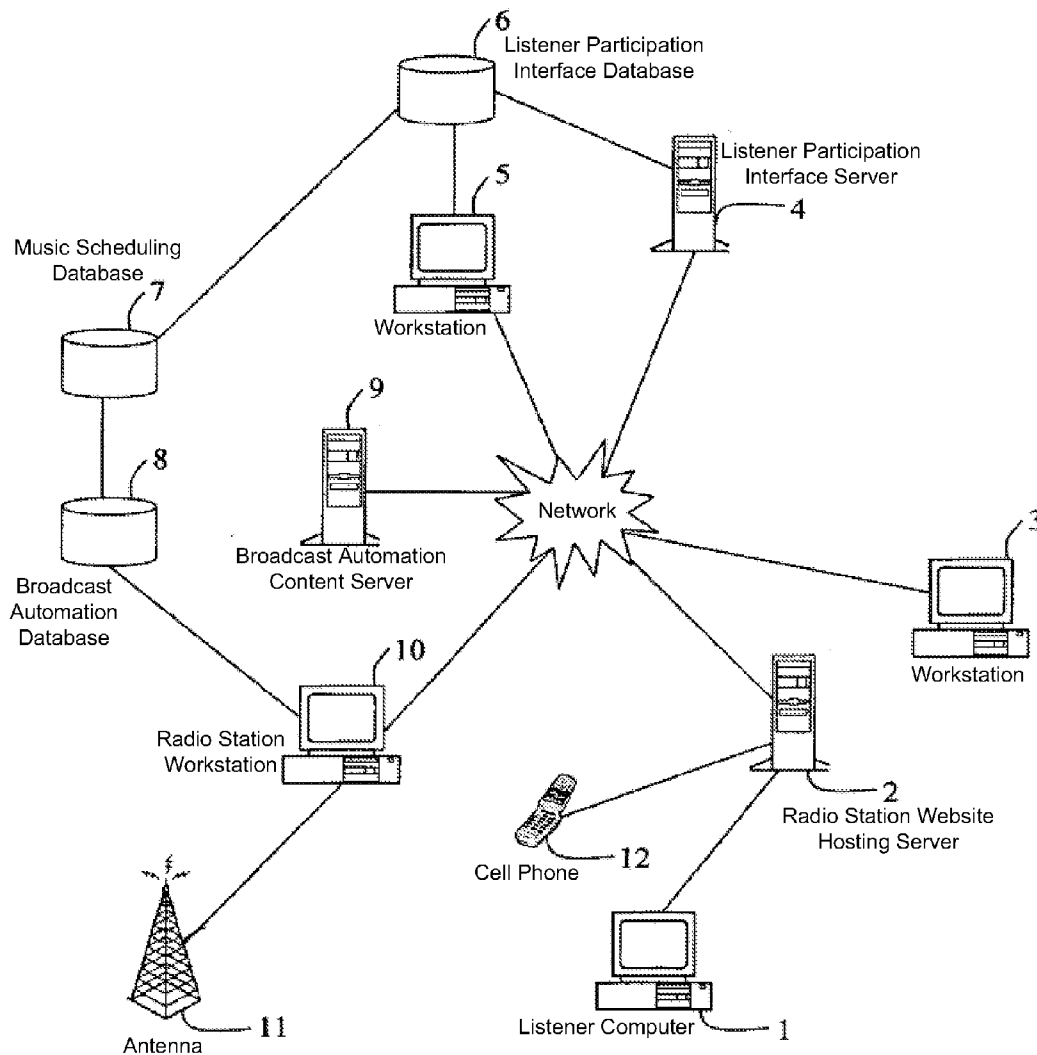 6
Listener Participation
Interface Database
Listener Participation
Interface Server
4
5
Workstation
Music Scheduling
Database
7
8
Broadcast
Automation
Database
9
Broadcast Automation
Content Server
Network
3
Workstation
10
Radio Station
Workstation
2
Radio Station Website
Hosting Server
12
Cell Phone
11
Antenna
Listener Computer
1